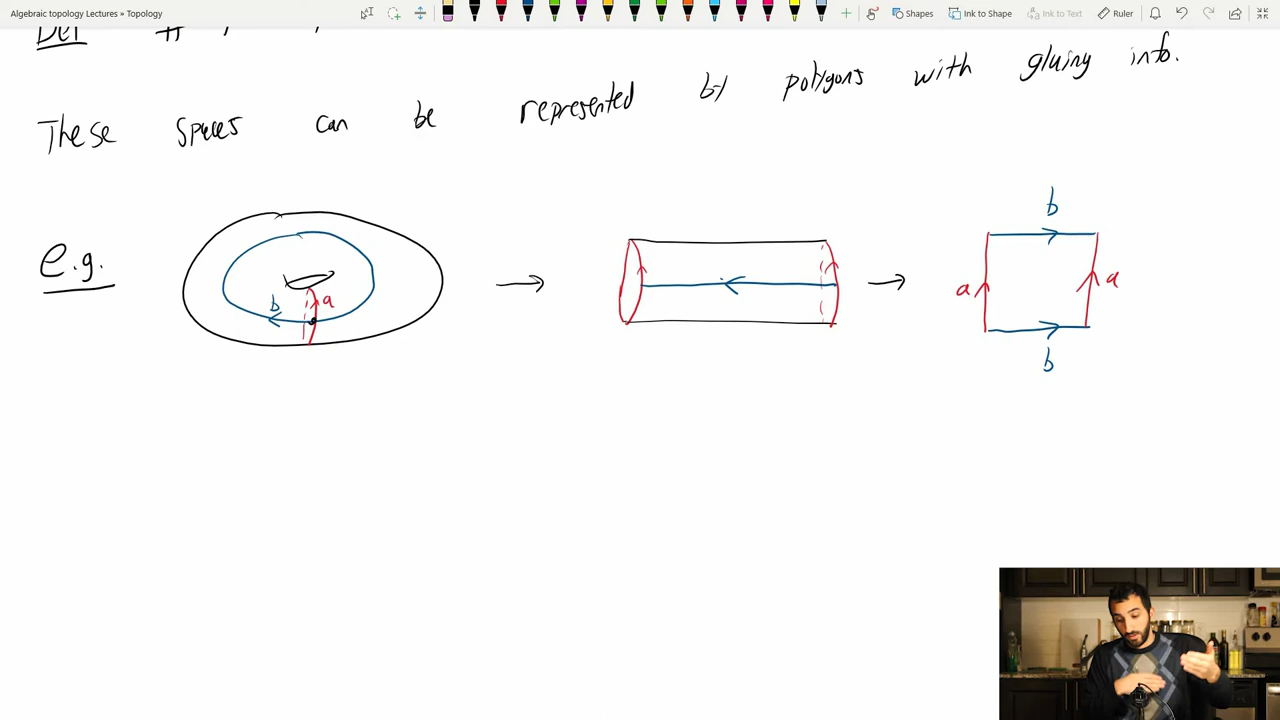 Algebraic topology Lectures » Topology
Shapes
Ink to Shape
Ink to Text
Ruler
Def #
These spaces can be represented by polygons with gluing info.
e.g.
b
a
b
a
a
b